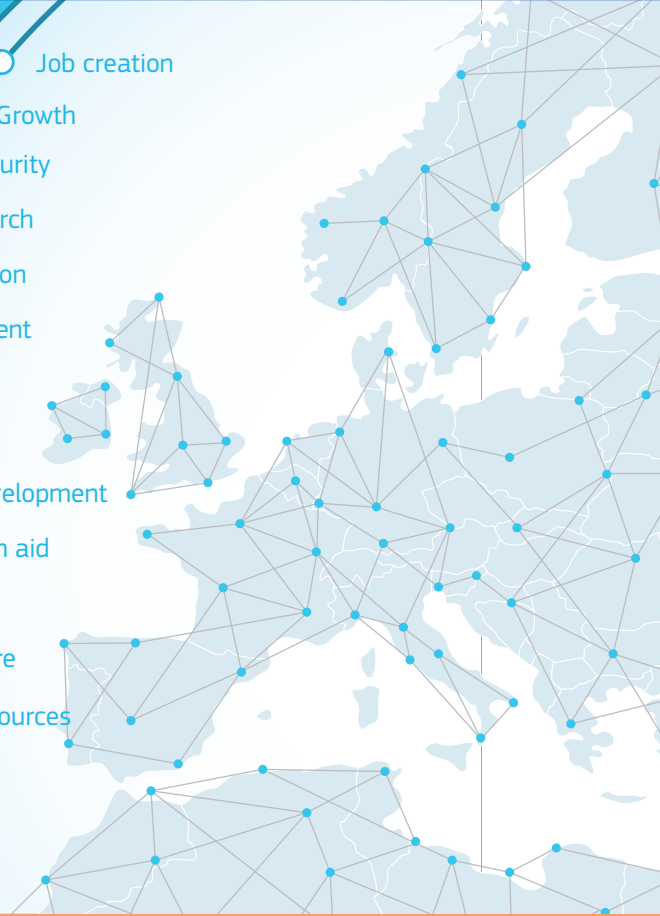 Job creation
Growth
urity
rch
on
ent
velopment
n aid
re
ources